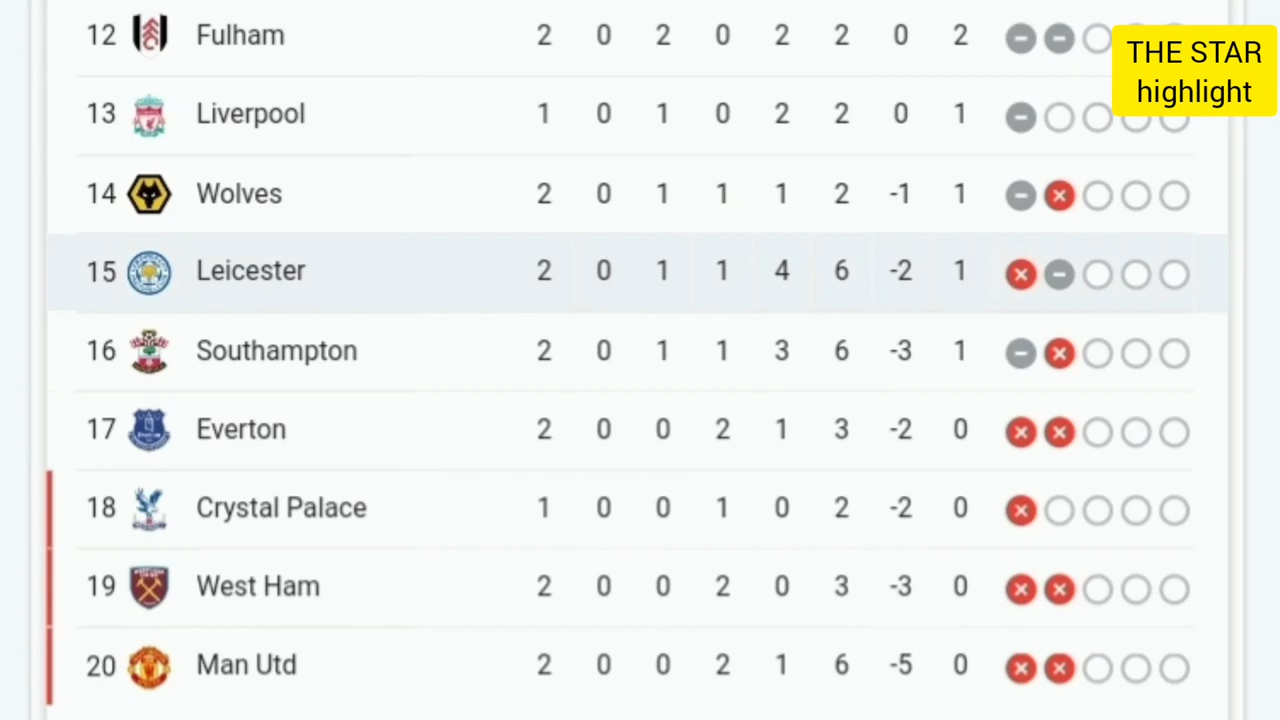 THE STAR
highlight
12 Fulham 2 0 2 0 2 2 0 2
13 Liverpool 1 0 1 0 2 2 0 1
14 Wolves 2 0 1 1 1 2 -1 1
15 Leicester 2 0 1 1 4 6 -2 1
16 Southampton 2 0 1 1 3 6 -3 1
17 Everton 2 0 0 2 1 3 -2 0
18 Crystal Palace 1 0 0 1 0 2 -2 0
19 West Ham 2 0 0 2 0 3 -3 0
20 Man Utd 2 0 0 2 1 6 -5 0